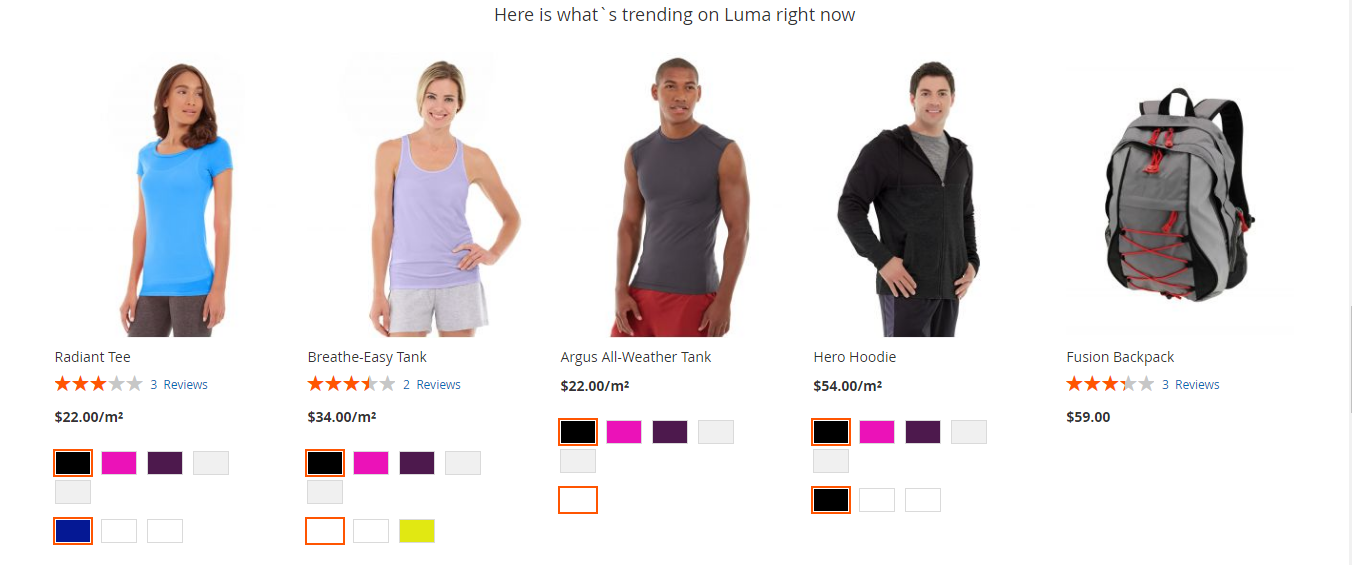 Here is what`s trending on Luma right now
Radiant Tee
3 Reviews
$22.00/m²
Breathe-Easy Tank
2 Reviews
$34.00/m²
Argus All-Weather Tank
$22.00/m²
Hero Hoodie
$54.00/m²
Fusion Backpack
3 Reviews
$59.00